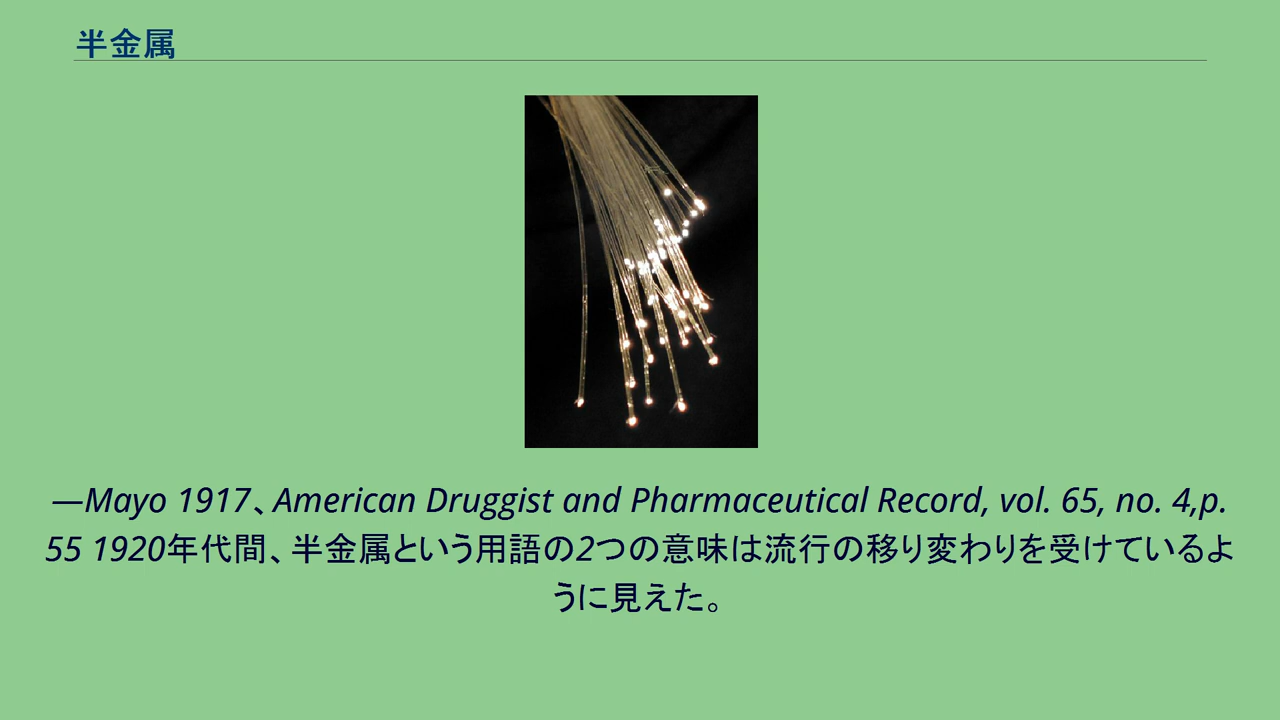 半金属
—Mayo 1917、American Druggist and Pharmaceutical Record, vol. 65, no. 4,p.
55 1920年代間、半金属という用語の2つの意味は流行の移り変わりを受けているよ
うに見えた。